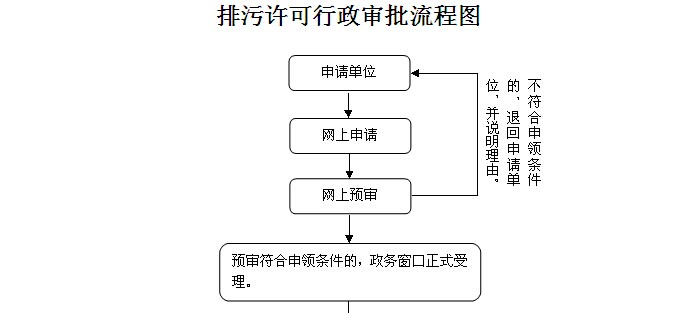 排污许可行政审批流程图
申请单位
网上申请
网上预审
不符合申领条件
的，退回申请单
位，并说明理由。
预审符合申领条件的，政务窗口正式受
理。